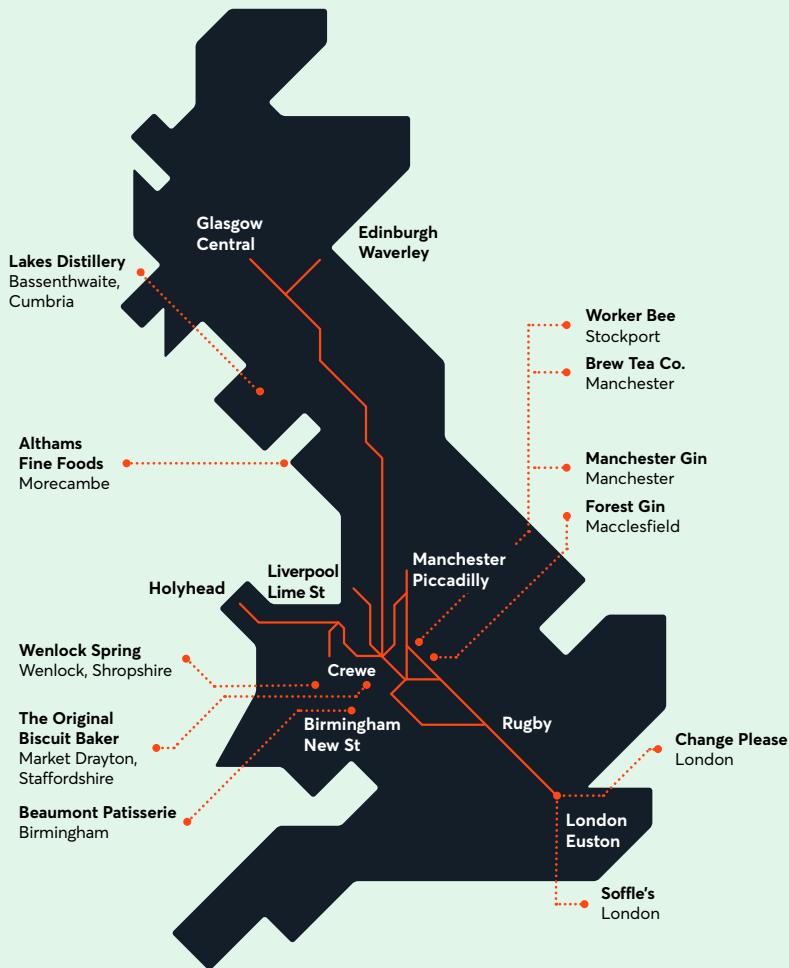 Glasgow
Central
Edinburgh
Waverley
Lakes Distillery
Bassenthwaite,
Cumbria
Worker Bee
Stockport
Brew Tea Co.
Manchester
Althams
Fine Foods
Morecambe
Manchester Gin
Manchester
Forest Gin
Macclesfield
Manchester
Piccadilly
Liverpool
Lime St
Holyhead
Wenlock Spring
Wenlock, Shropshire
Crewe
The Original
Biscuit Baker
Market Drayton,
Staffordshire
Birmingham
New St
Rugby
Change Please
London
Beaumont Patisserie
Birmingham
London
Euston
Soffle's
London